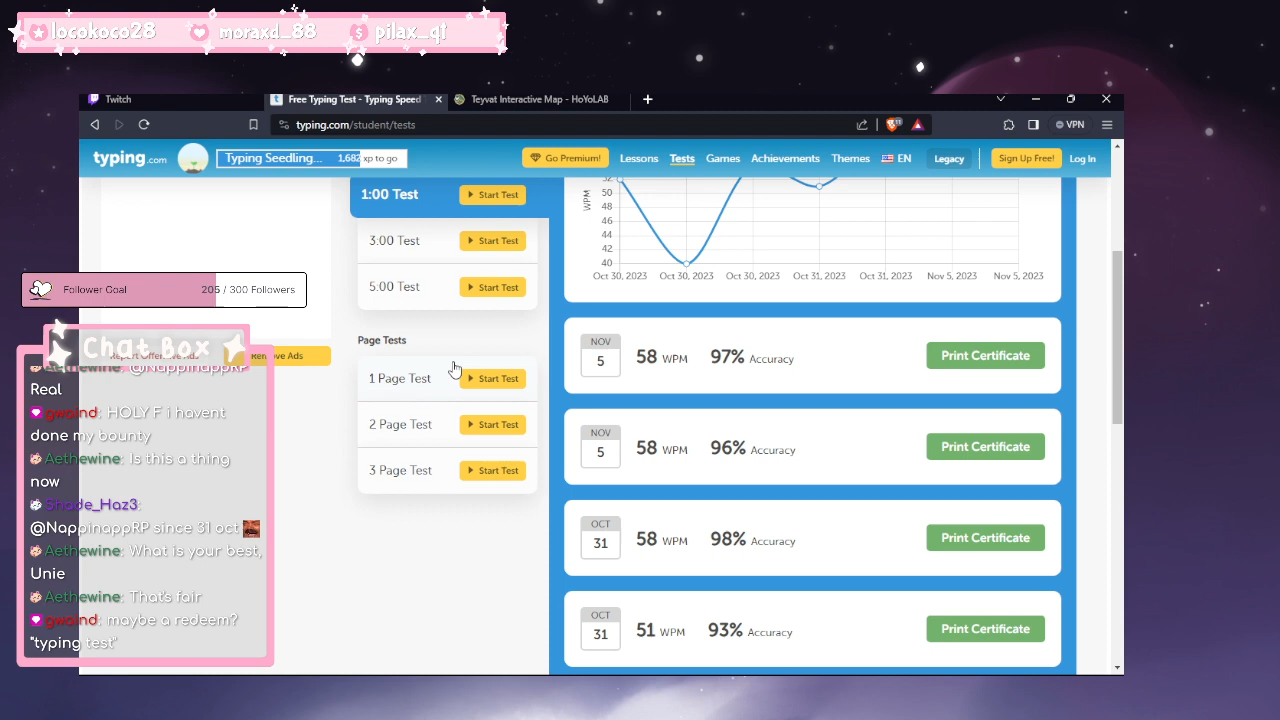 locokoco28 moraxd_88 pilax_qt
Twitch Free Typing Test - Typing Speed Teyvat Interactive Map - HoYoLAB
typing.com/student/tests VPN
typing.com Typing Seedling... 1,682 xp to go Go Premium! Lessons Tests Games Achievements Themes EN Legacy Sign Up Free! Log In
1:00 Test Start Test
3:00 Test Start Test
5:00 Test Start Test
Page Tests
1 Page Test Start Test
2 Page Test Start Test
3 Page Test Start Test
WPM
52
50
48
46
44
42
40
Oct 30, 2023 Oct 30, 2023 Oct 30, 2023 Oct 31, 2023 Oct 31, 2023 Nov 5, 2023 Nov 5, 2023
NOV
5
58 WPM 97% Accuracy Print Certificate
NOV
5
58 WPM 96% Accuracy Print Certificate
OCT
31
58 WPM 98% Accuracy Print Certificate
OCT
31
51 WPM 93% Accuracy Print Certificate
Follower Goal 205 / 300 Followers
Chat Box
Report Offensive Ads Remove Ads
Aethewine: @NappinappRP
Real
gwaind: HOLY F i havent
done my bounty
Aethewine: Is this a thing
now
Shade_Haz3:
@NappinappRP since 31 oct
Aethewine: What is your best,
Unie
Aethewine: That's fair
gwaind: maybe a redeem?
"typing test"